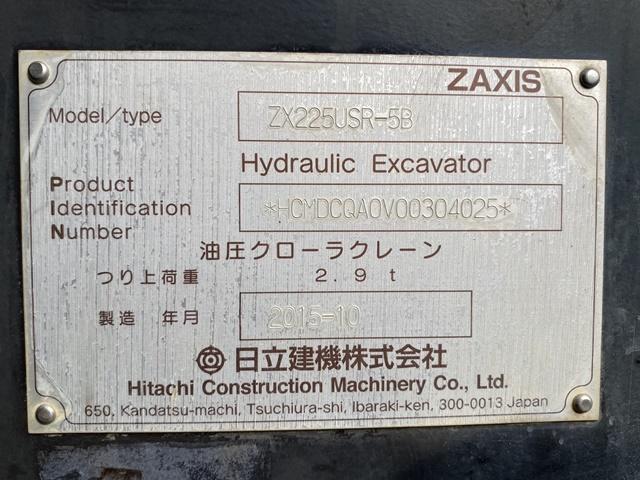 ZAXIS
Model/type ZX225USR-5B
Hydraulic Excavator
Product
Identification *HCMDCQA0V00304025*
Number
油圧クローラクレーン
つり上荷重 2.9 t
製造 年月 2015-10
日立建機株式会社
Hitachi Construction Machinery Co., Ltd.
650, Kandatsu-machi, Tsuchiura-shi, Ibaraki-ken, 300-0013 Japan